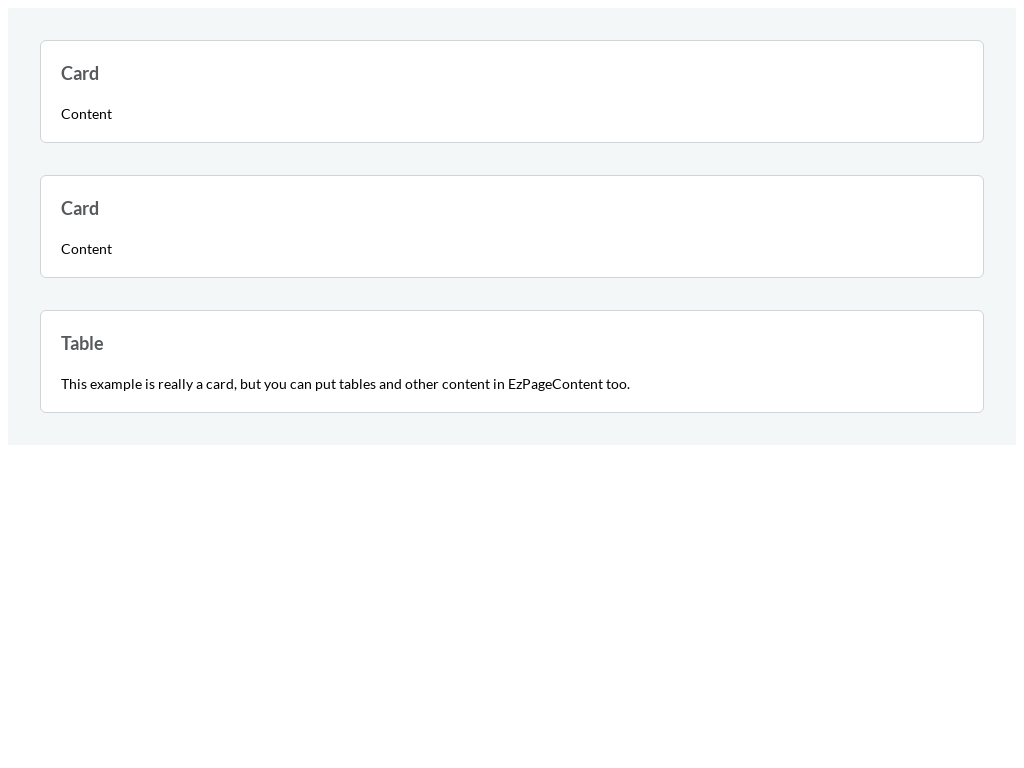 Card
Content
Card
Content
Table
This example is really a card, but you can put tables and other content in EzPageContent too.